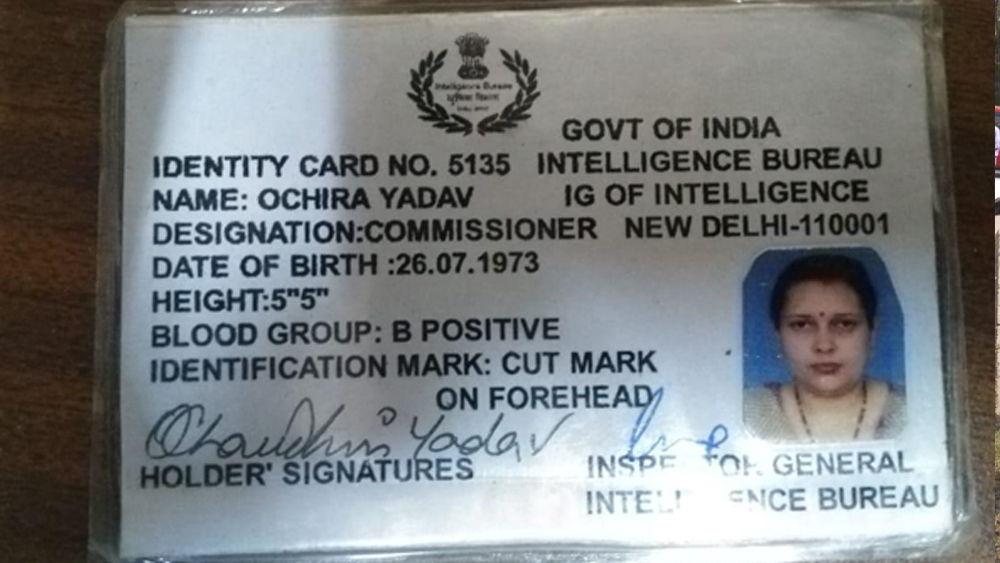 Intelligence Bureau
GOVT OF INDIA
IDENTITY CARD NO. 5135 INTELLIGENCE BUREAU
NAME: OCHIRA YADAV IG OF INTELLIGENCE
DESIGNATION:COMMISSIONER NEW DELHI-110001
DATE OF BIRTH :26.07.1973
HEIGHT:5"5"
BLOOD GROUP: B POSITIVE
IDENTIFICATION MARK: CUT MARK
ON FOREHEAD
Yadav
HOLDER' SIGNATURES
GENERAL
BUREAU